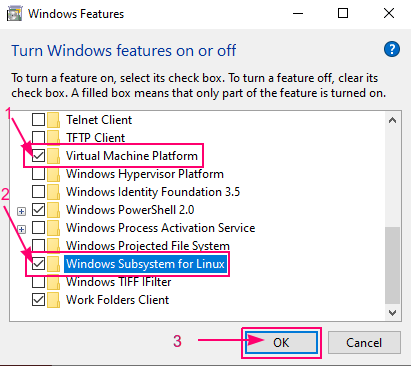 Windows Features
Turn Windows features on or off
?
To turn a feature on, select its check box. To turn a feature off, clear its
check box. A filled box means that only part of the feature is turned on.
1
Telnet Client
TFTP Client
Virtual Machine Platform
Windows Hypervisor Platform
2
Windows Identity Foundation 3.5
Windows PowerShell 2.0
Windows Process Activation Service
Windows Projected File System
Windows Subsystem for Linux
Windows TIFF IFilter
Work Folders Client
3
OK
Cancel